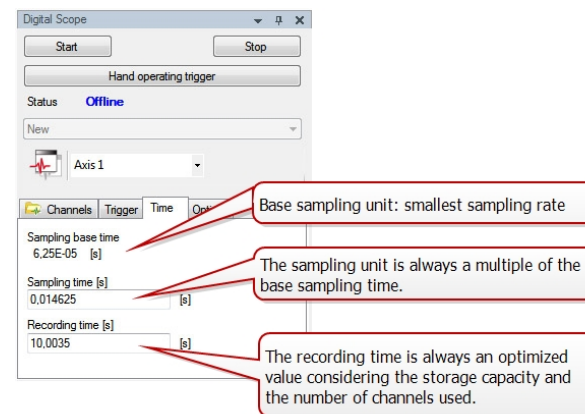 Digital Scope
Start
Stop
Hand operating trigger
Status Offline
New
Axis 1
Channels Trigger Time
Base sampling unit: smallest sampling rate
Sampling base time
6,25E-05 [s]
Sampling time [s]
0,014625 [s]
The sampling unit is always a multiple of the
base sampling time.
Recording time [s]
10,0035 [s]
The recording time is always an optimized
value considering the storage capacity and
the number of channels used.